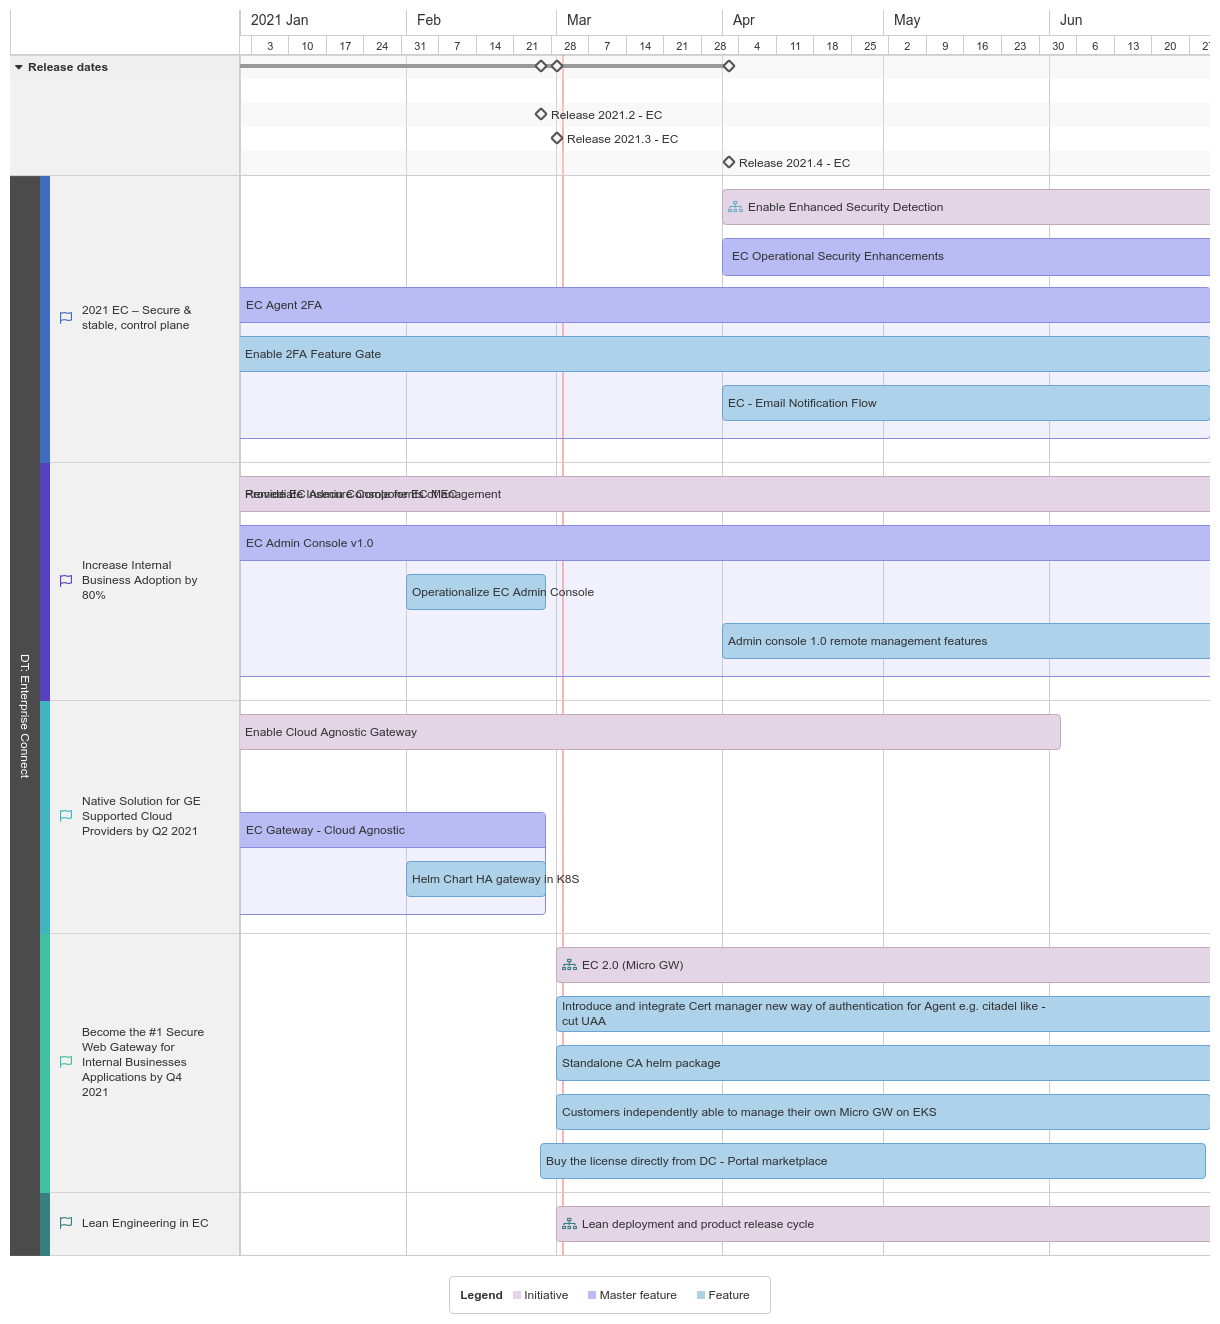 2021 Jan Feb Mar Apr May Jun
3 10 17 24 31 7 14 21 28 7 14 21 28 4 11 18 25 2 9 16 23 30 6 13 20
Release dates
Release 2021.2 - EC
Release 2021.3 - EC
Release 2021.4 - EC
DT: Enterprise Connect
2021 EC – Secure &
stable, control plane
Enable Enhanced Security Detection
EC Operational Security Enhancements
EC Agent 2FA
Enable 2FA Feature Gate
EC - Email Notification Flow
Increase Internal
Business Adoption by
80%
EC Admin Console v1.0
Operationalize EC Admin Console
Admin console 1.0 remote management features
Native Solution for GE
Supported Cloud
Providers by Q2 2021
Enable Cloud Agnostic Gateway
EC Gateway - Cloud Agnostic
Helm Chart HA gateway in K8S
Become the #1 Secure
Web Gateway for
Internal Businesses
Applications by Q4
2021
EC 2.0 (Micro GW)
Introduce and integrate Cert manager new way of authentication for Agent e.g. citadel like -
cut UAA
Standalone CA helm package
Customers independently able to manage their own Micro GW on EKS
Buy the license directly from DC - Portal marketplace
Lean Engineering in EC
Lean deployment and product release cycle
Legend Initiative Master feature Feature